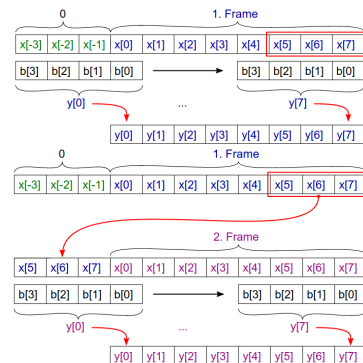 0 1. Frame
x[-3] x[-2] x[-1] x[0] x[1] x[2] x[3] x[4] x[5] x[6] x[7]
b[3] b[2] b[1] b[0] b[3] b[2] b[1] b[0]
y[0] ... y[7]
y[0] y[1] y[2] y[3] y[4] y[5] y[6] y[7]
0 1. Frame
x[-3] x[-2] x[-1] x[0] x[1] x[2] x[3] x[4] x[5] x[6] x[7]
2. Frame
x[5] x[6] x[7] x[0] x[1] x[2] x[3] x[4] x[5] x[6] x[7]
b[3] b[2] b[1] b[0] b[3] b[2] b[1] b[0]
y[0] ... y[7]
y[0] y[1] y[2] y[3] y[4] y[5] y[6] y[7]